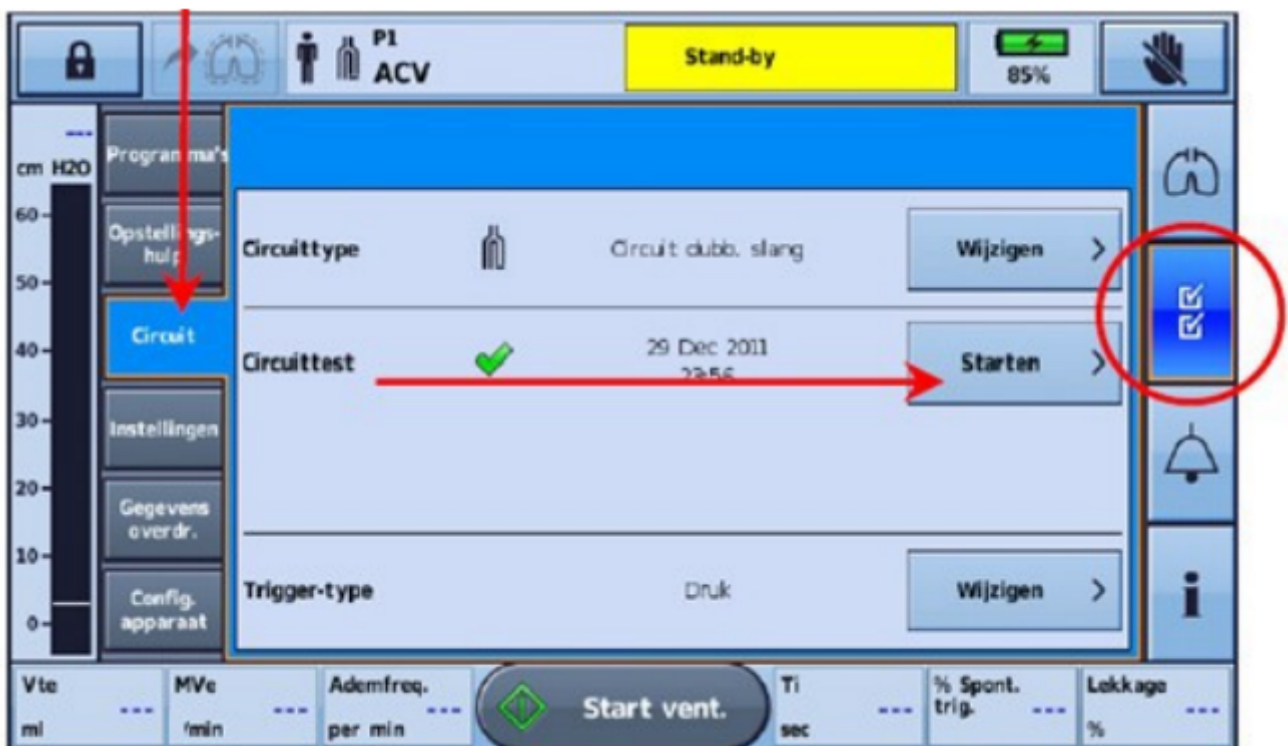 P1
ACV
Stand-by
85%
---
cm H2O
60
50
40
30
20
10
0
Programma's
Opstellings-
hulp
Circuit
Instellingen
Gegevens
overdr.
Config.
apparaat
Circuittype
Circuit dubb. slang
Wijzigen
Circuittest
29 Dec 2011
23:56
Starten
Trigger-type
Druk
Wijzigen
Vte
---
ml
MVe
---
/min
Ademfreq.
---
per min
Start vent.
Ti
---
sec
% Spont.
trig.
---
Lekkage
---
%